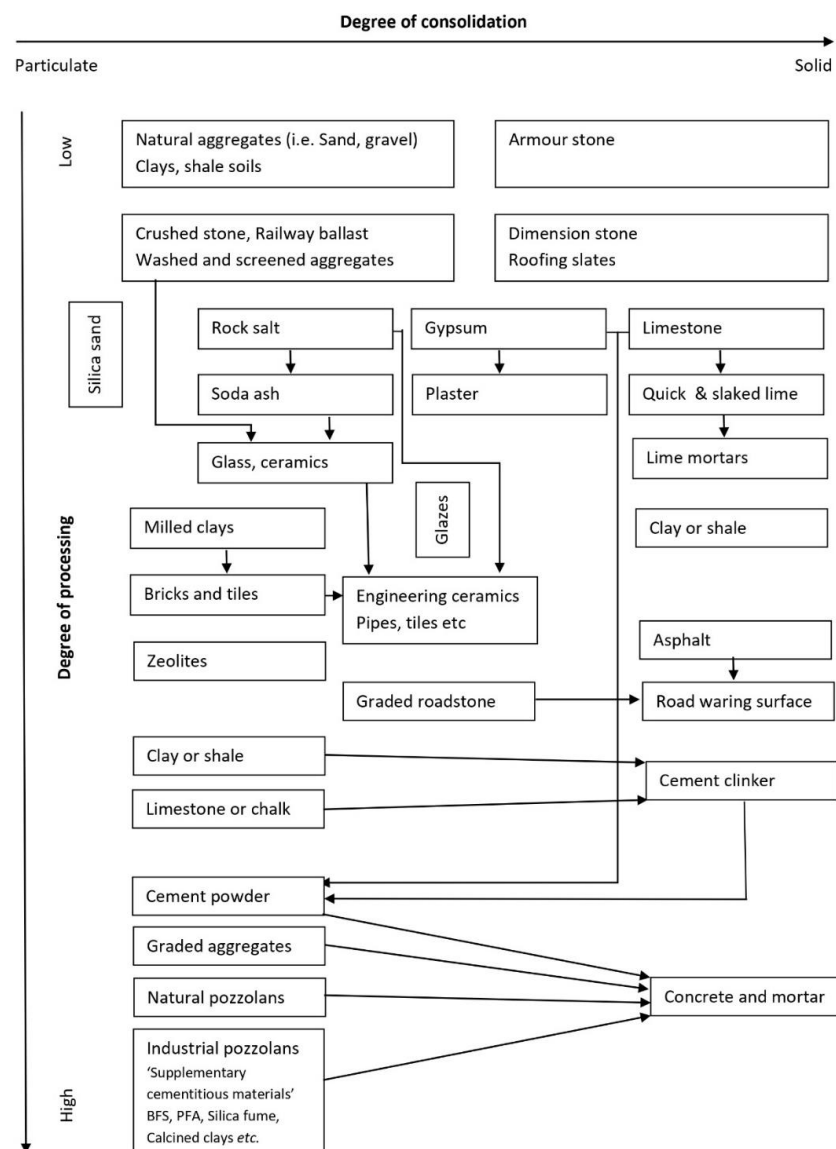 Degree of consolidation
Particulate
Solid
Low
Natural aggregates (i.e. Sand, gravel)
Clays, shale soils
Armour stone
Crushed stone, Railway ballast
Washed and screened aggregates
Dimension stone
Roofing slates
Silica sand
Rock salt
Gypsum
Limestone
Soda ash
Plaster
Quick & slaked lime
Glass, ceramics
Lime mortars
Glazes
Milled clays
Clay or shale
Degree of processing
Bricks and tiles
Engineering ceramics
Pipes, tiles etc
Zeolites
Asphalt
Graded roadstone
Road waring surface
Clay or shale
Cement clinker
Limestone or chalk
Cement powder
Graded aggregates
Natural pozzolans
Concrete and mortar
Industrial pozzolans
‘Supplementary
cementitious materials’
BFS, PFA, Silica fume,
Calcined clays etc.
High